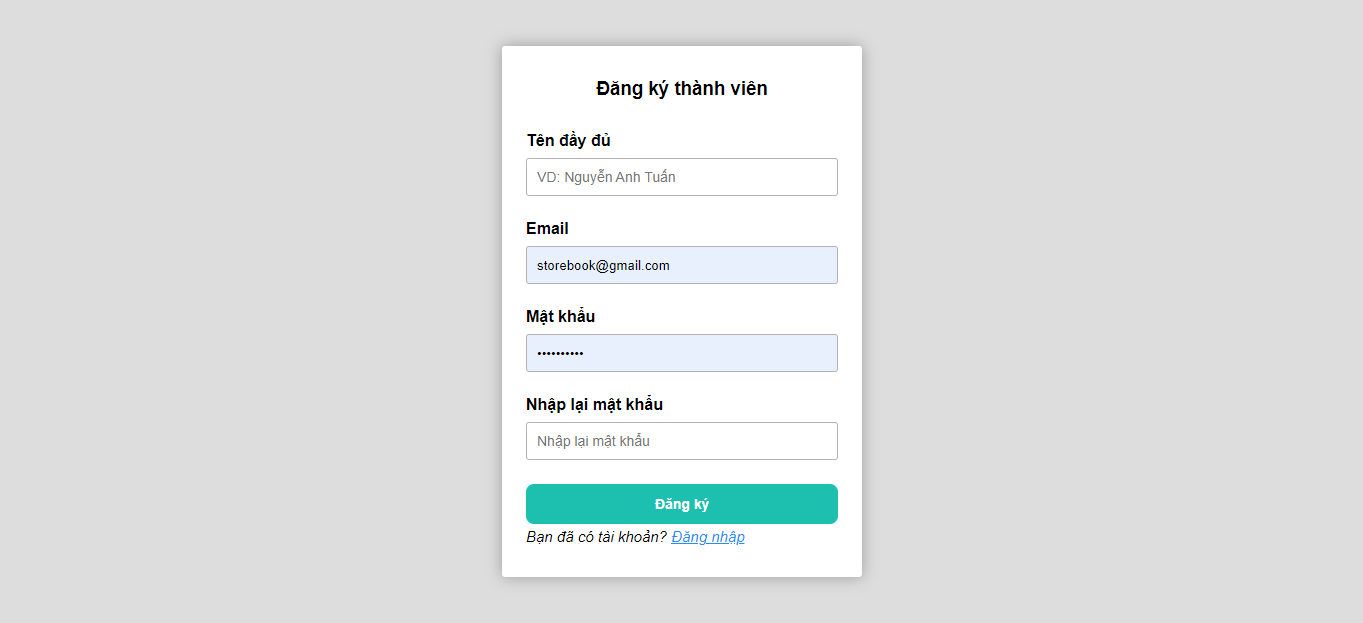 Đăng ký thành viên
Tên đầy đủ
VD: Nguyễn Anh Tuấn
Email
storebook@gmail.com
Mật khẩu
••••••••••
Nhập lại mật khẩu
Nhập lại mật khẩu
Đăng ký
Bạn đã có tài khoản? Đăng nhập